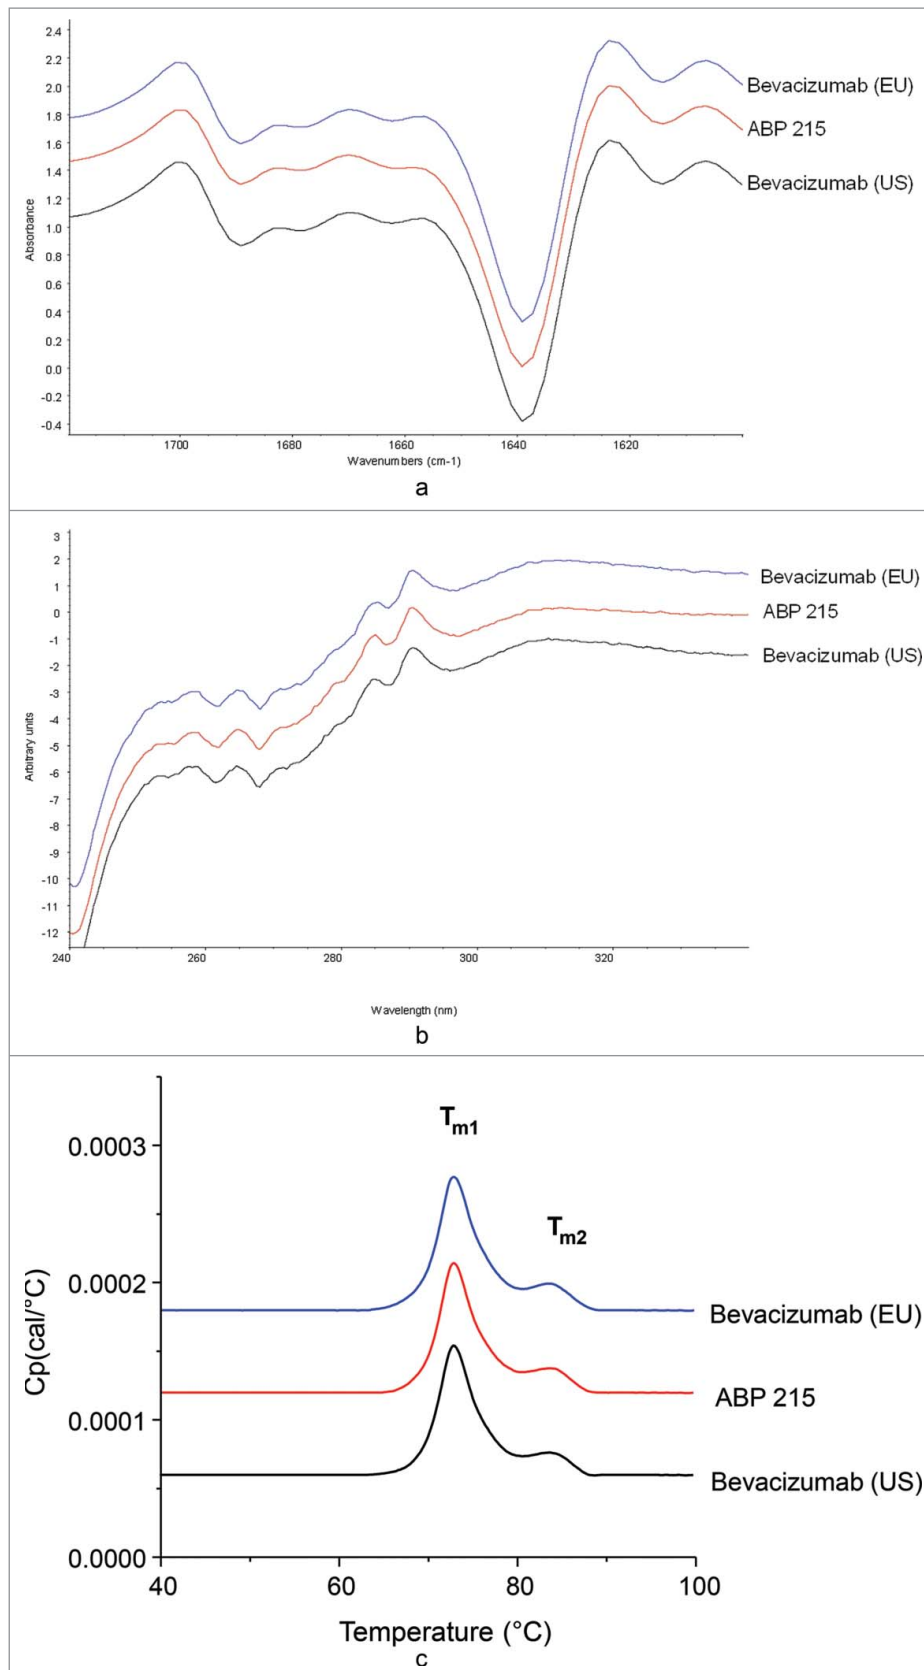 2.4
2.2
2.0
1.8
1.6
1.4
1.2
1.0
0.8
0.6
0.4
0.2
0.0
-0.2
-0.4
Absorbance
Bevacizumab (EU)
ABP 215
Bevacizumab (US)
1700 1680 1660 1640 1620
Wavenumbers (cm-1)
a
3
2
1
0
-1
-2
-3
-4
-5
-6
-7
-8
-9
-10
-11
-12
Arbitrary units
Bevacizumab (EU)
ABP 215
Bevacizumab (US)
240 260 280 300 320
Wavelength (nm)
b
Tm1
Tm2
0.0003
0.0002
0.0001
0.0000
Cp(cal/°C)
Bevacizumab (EU)
ABP 215
Bevacizumab (US)
40 60 80 100
Temperature (°C)
c